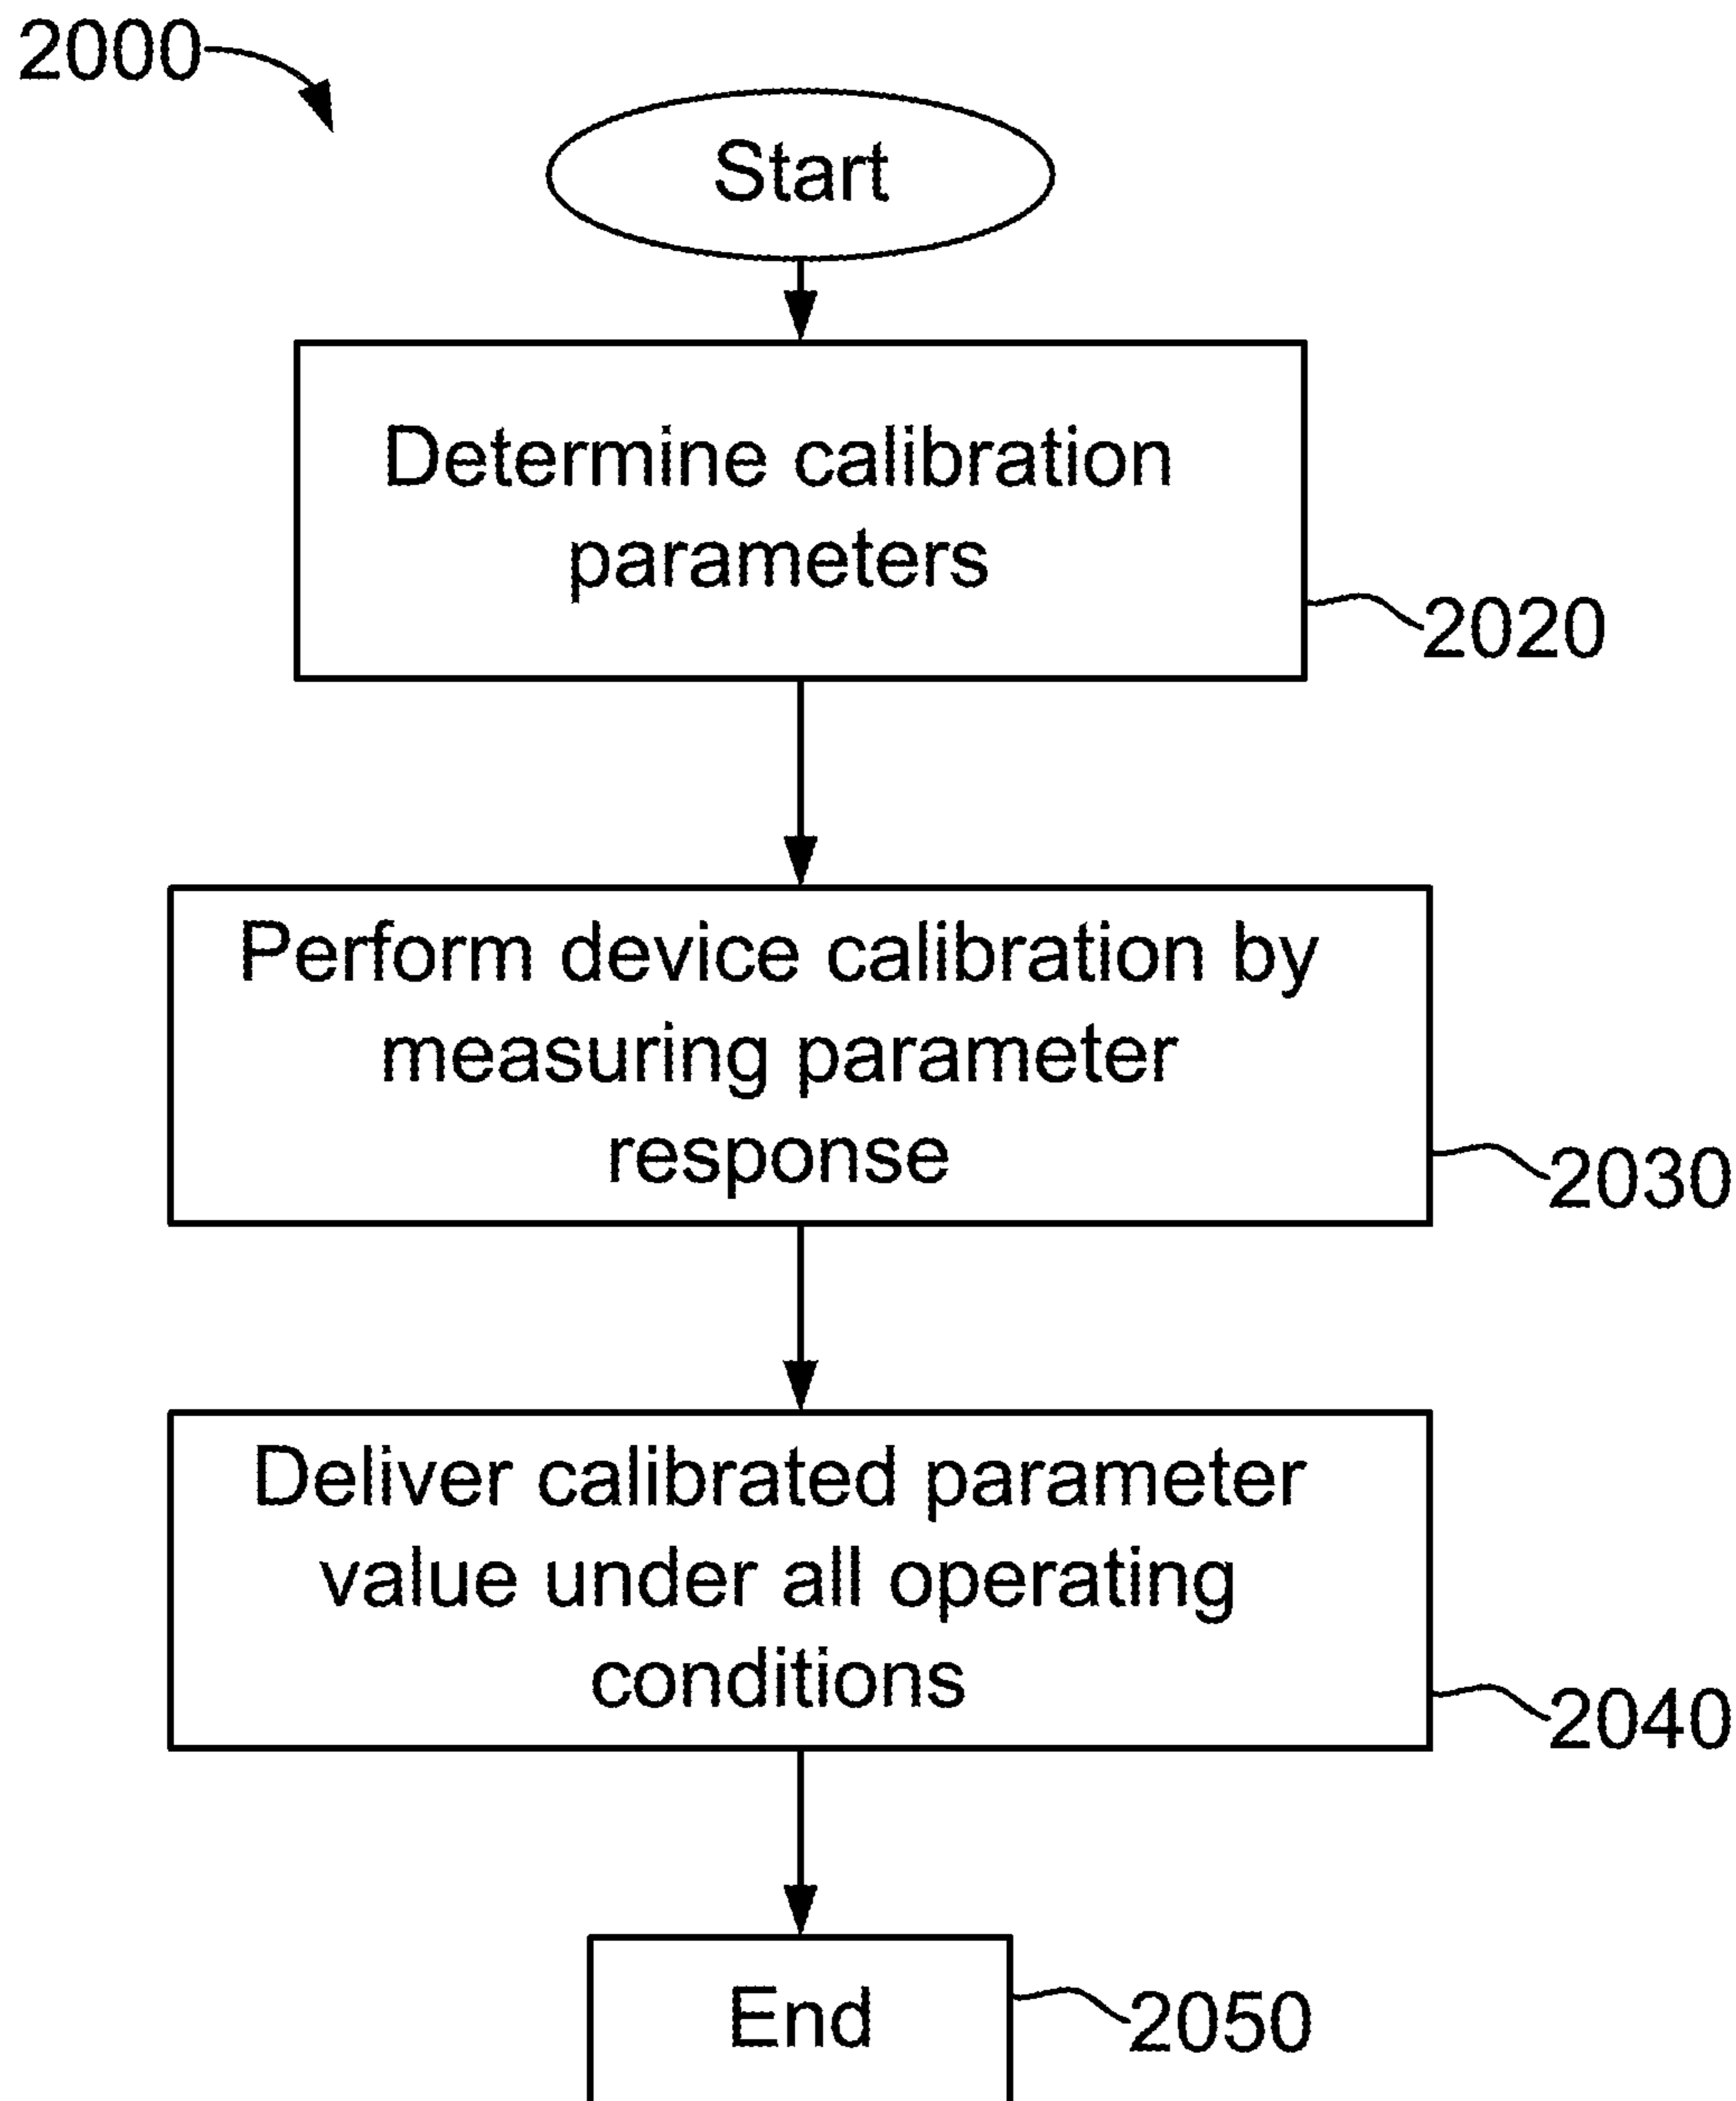 2000
Start
Determine calibration
parameters
2020
Perform device calibration by
measuring parameter
response
2030
Deliver calibrated parameter
value under all operating
conditions
2040
End
2050